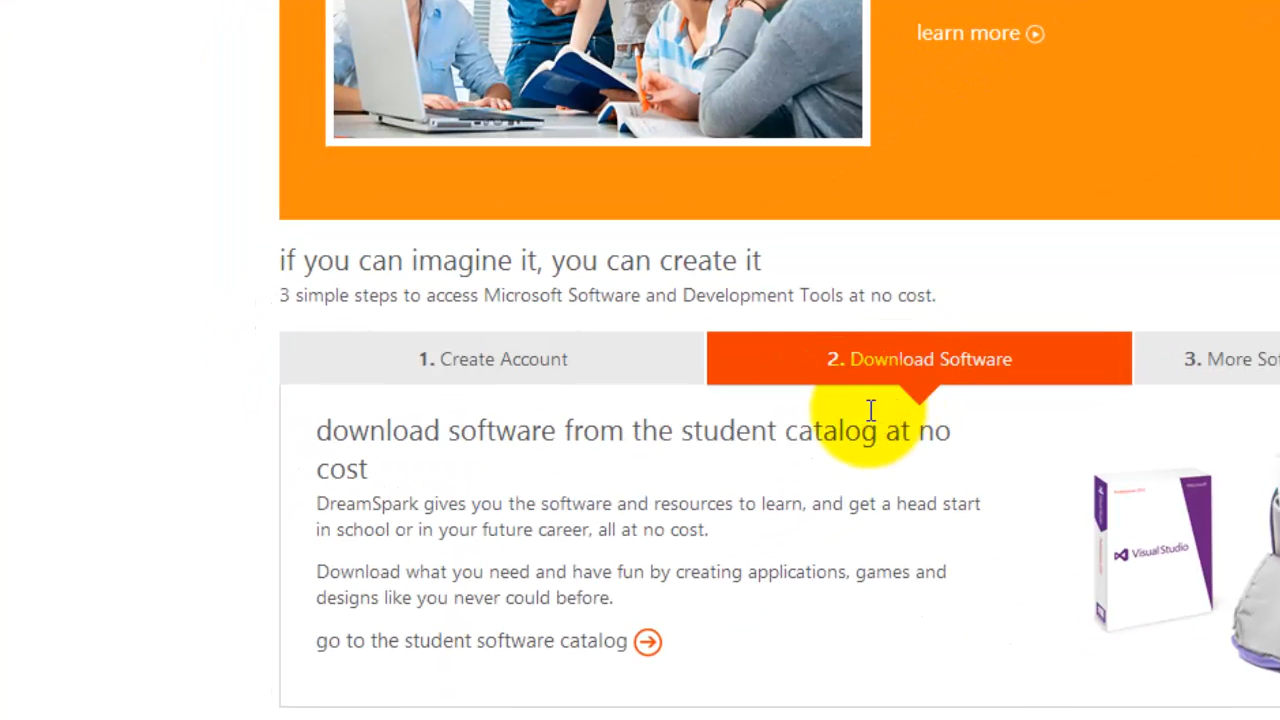 learn more
if you can imagine it, you can create it
3 simple steps to access Microsoft Software and Development Tools at no cost.
1. Create Account
2. Download Software
3. More So
download software from the student catalog at no
cost
DreamSpark gives you the software and resources to learn, and get a head start
in school or in your future career, all at no cost.
Download what you need and have fun by creating applications, games and
designs like you never could before.
Visual Studio
go to the student software catalog